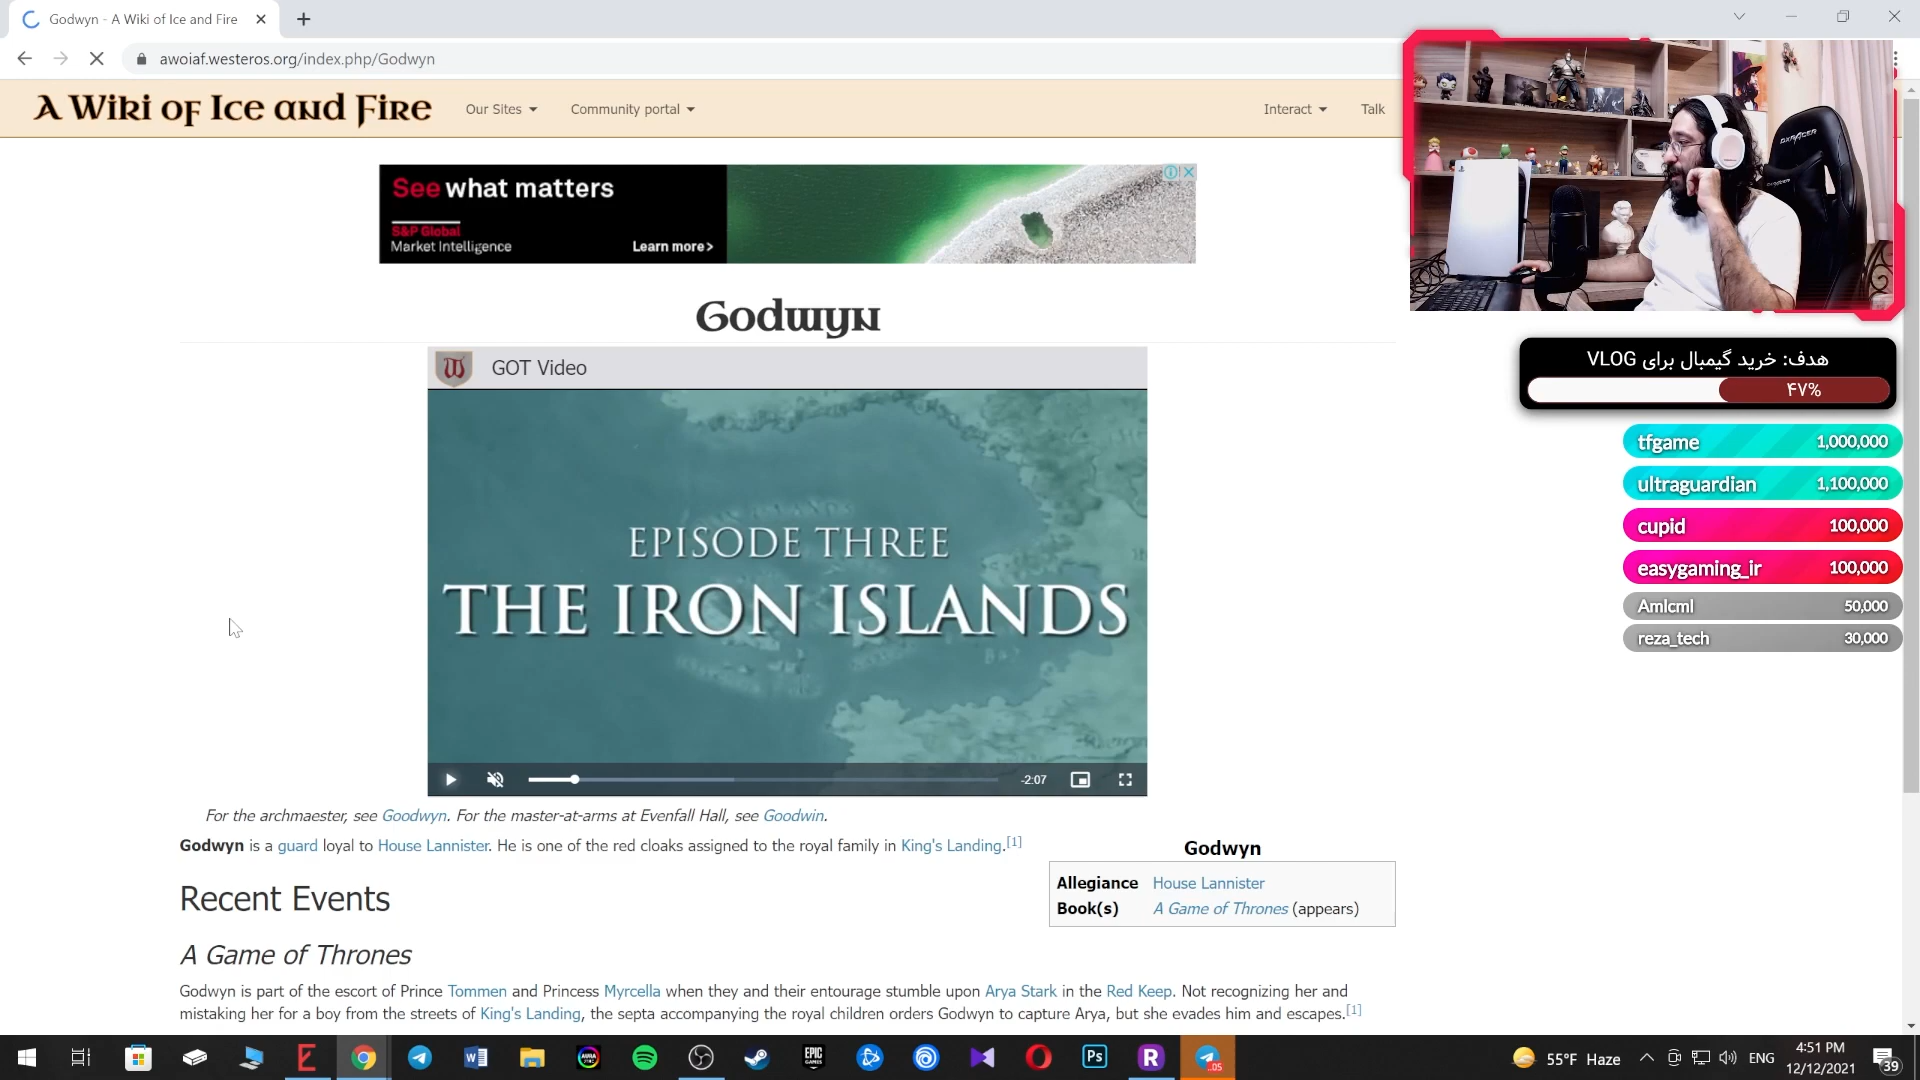 Godwyn - A Wiki of Ice and Fire
awoiaf.westeros.org/index.php/Godwyn
A Wiki of Ice and Fire
Our Sites
Community portal
Interact
Talk
See what matters
S&P Global
Market Intelligence
Learn more>
Godwyn
GOT Video
EPISODE THREE
THE IRON ISLANDS
-2:07
For the archmaester, see Goodwyn. For the master-at-arms at Evenfall Hall, see Goodwin.
Godwyn is a guard loyal to House Lannister. He is one of the red cloaks assigned to the royal family in King's Landing.[1]
Godwyn
Allegiance House Lannister
Book(s) A Game of Thrones (appears)
Recent Events
A Game of Thrones
Godwyn is part of the escort of Prince Tommen and Princess Myrcella when they and their entourage stumble upon Arya Stark in the Red Keep. Not recognizing her and
mistaking her for a boy from the streets of King's Landing, the septa accompanying the royal children orders Godwyn to capture Arya, but she evades him and escapes.[1]
DXRACER
هدف: خرید گیمبال برای VLOG
۴۷%
tfgame 1,000,000
ultraguardian 1,100,000
cupid 100,000
easygaming_ir 100,000
Amlcml 50,000
reza_tech 30,000
EPIC GAMES
Ps
55°F Haze
ENG
4:51 PM
12/12/2021
39